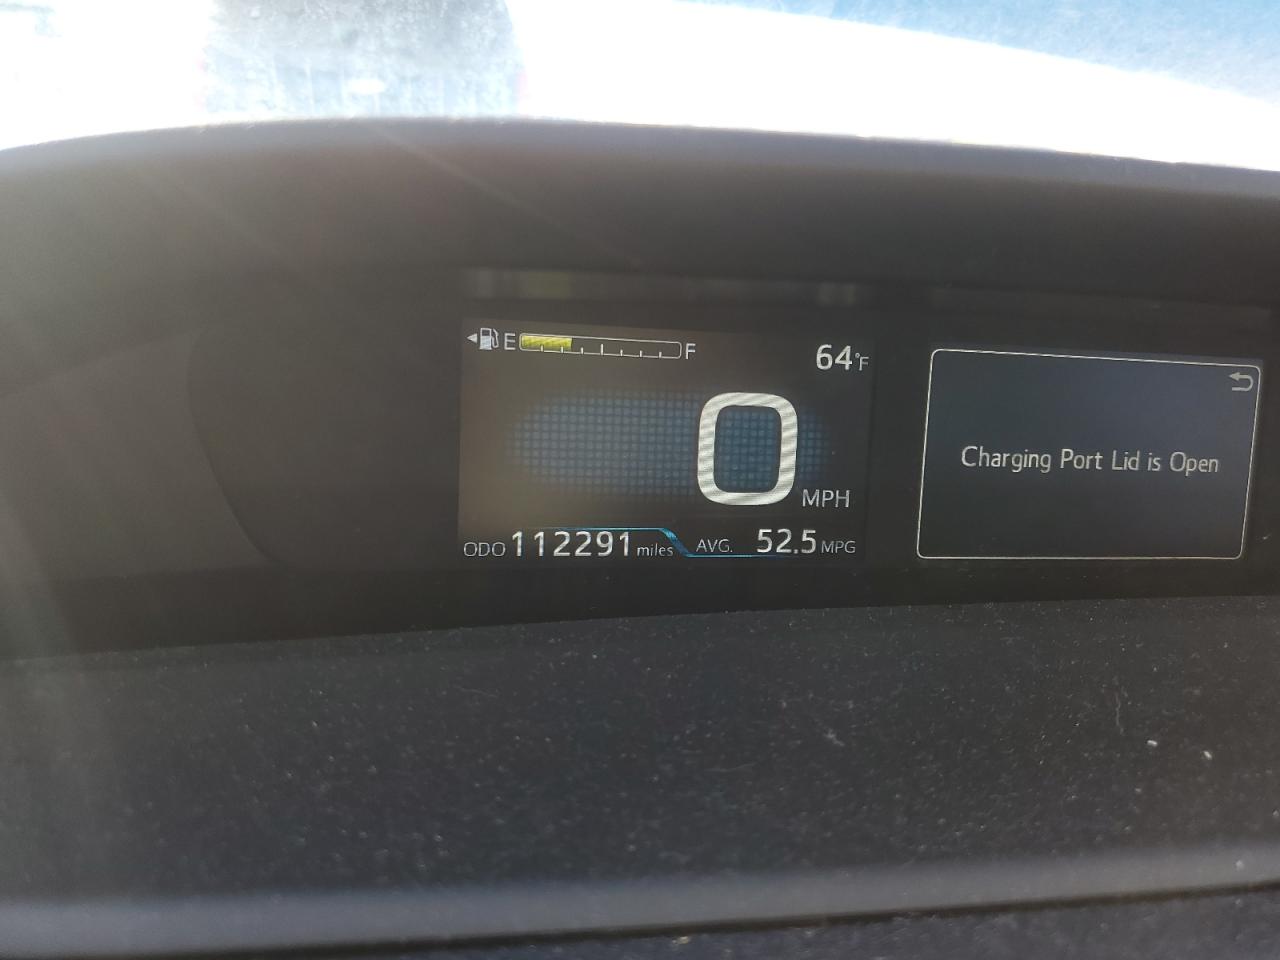 E F
64°F
0 MPH
ODO 112291 miles AVG. 52.5 MPG
Charging Port Lid is Open